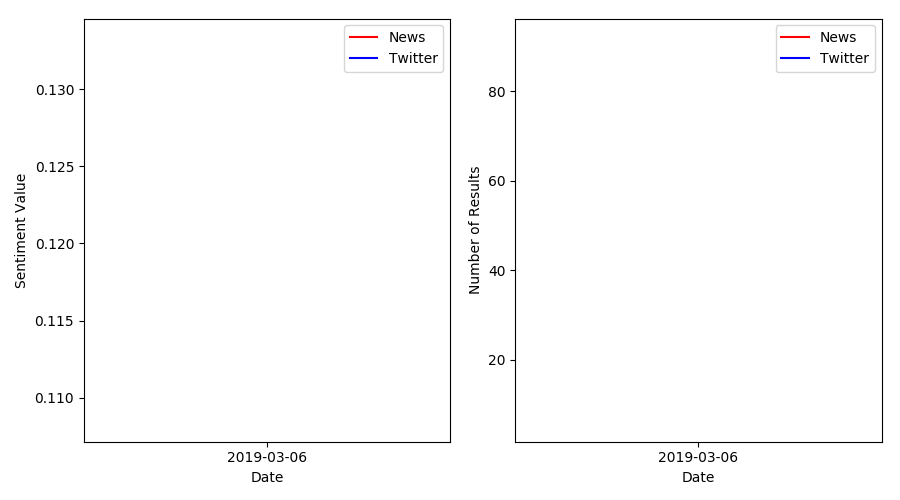 News
Twitter
0.130
0.125
0.120
0.115
0.110
Sentiment Value
2019-03-06
Date
News
Twitter
80
60
40
20
Number of Results
2019-03-06
Date